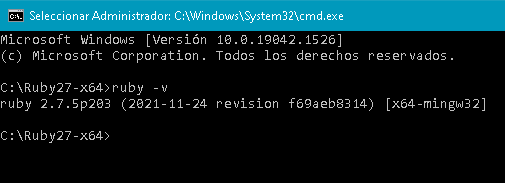 Seleccionar Administrador: C:\Windows\System32\cmd.exe
Microsoft Windows [Versión 10.0.19042.1526]
(c) Microsoft Corporation. Todos los derechos reservados.
C:\Ruby27-x64>ruby -v
ruby 2.7.5p203 (2021-11-24 revision f69aeb8314) [x64-mingw32]
C:\Ruby27-x64>